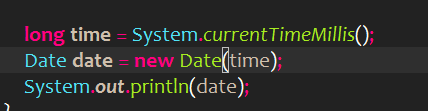 long time = System.currentTimeMillis();
Date date = new Date(time);
System.out.println(date);
}